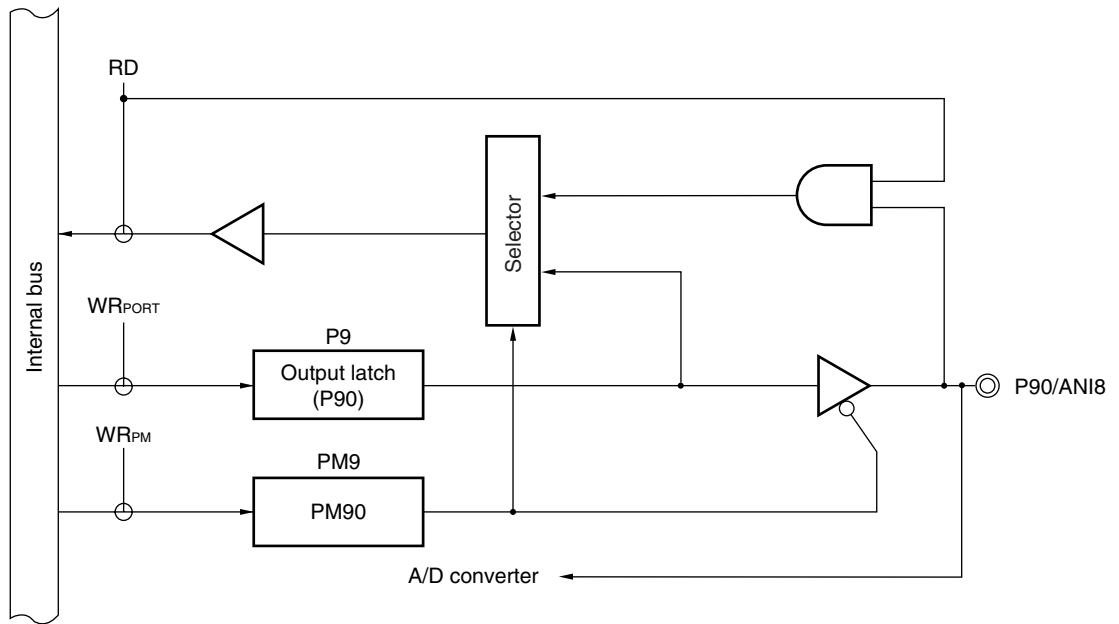 RD
Internal bus
Selector
WRPORT
P9
Output latch
(P90)
P90/ANI8
WRPM
PM9
PM90
A/D converter